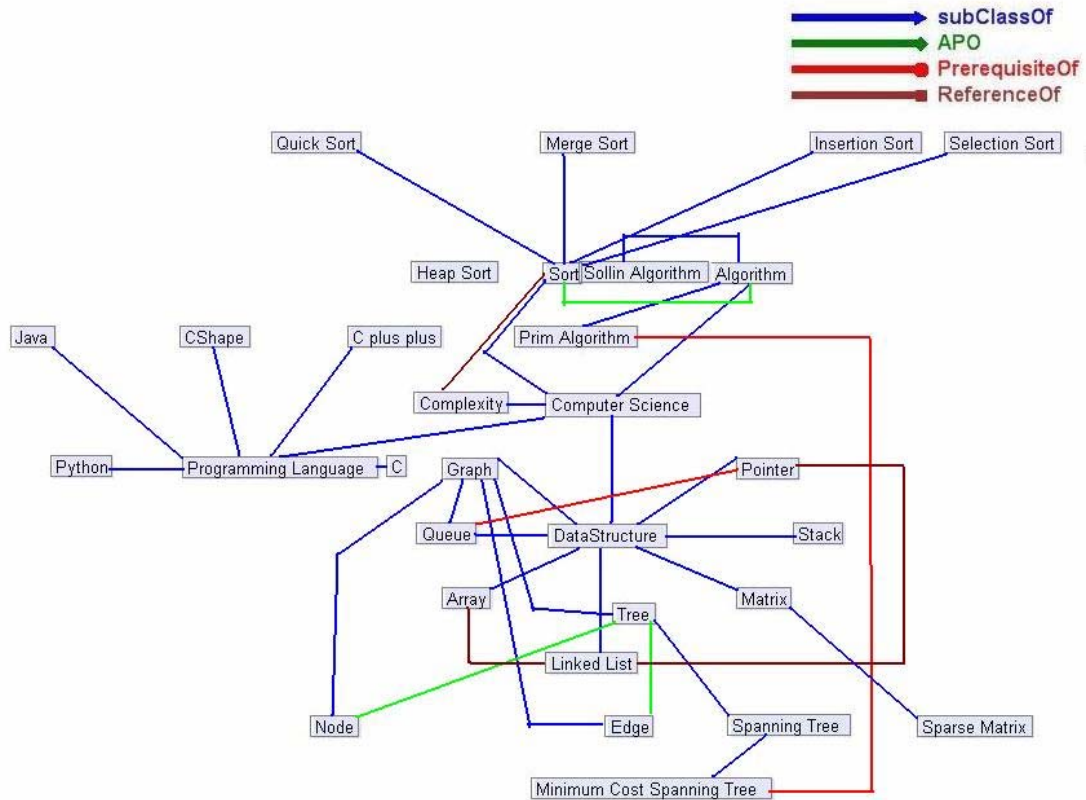 subClassOf
APO
PrerequisiteOf
ReferenceOf
Quick Sort
Merge Sort
Insertion Sort
Selection Sort
Heap Sort
Sort
Sollin Algorithm
Algorithm
Java
CShape
C plus plus
Prim Algorithm
Complexity
Computer Science
Python
Programming Language
C
Graph
Pointer
Queue
DataStructure
Stack
Array
Matrix
Tree
Linked List
Node
Edge
Spanning Tree
Sparse Matrix
Minimum Cost Spanning Tree